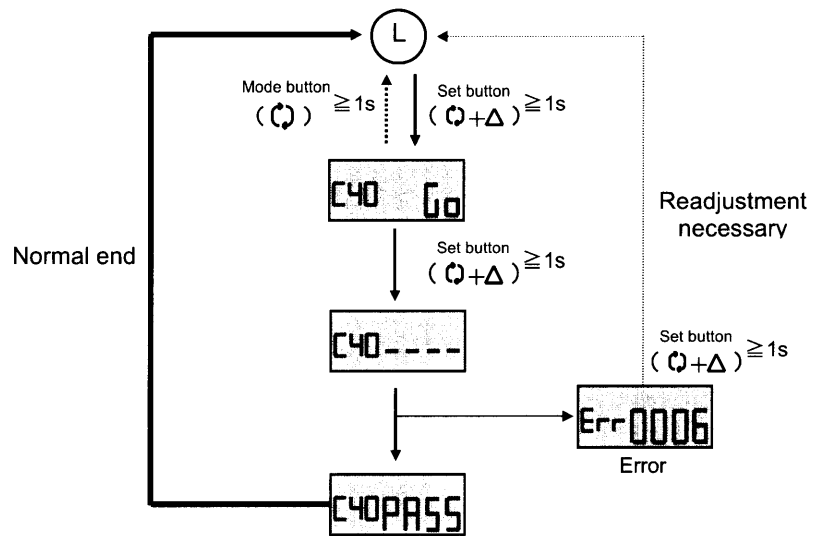 L
Mode button
( ) ≧1s
Set button
( +Δ) ≧1s
C40 Go
Readjustment
necessary
Normal end
Set button
( +Δ) ≧1s
C40----
Set button
( +Δ) ≧1s
Err0006
Error
C40PASS